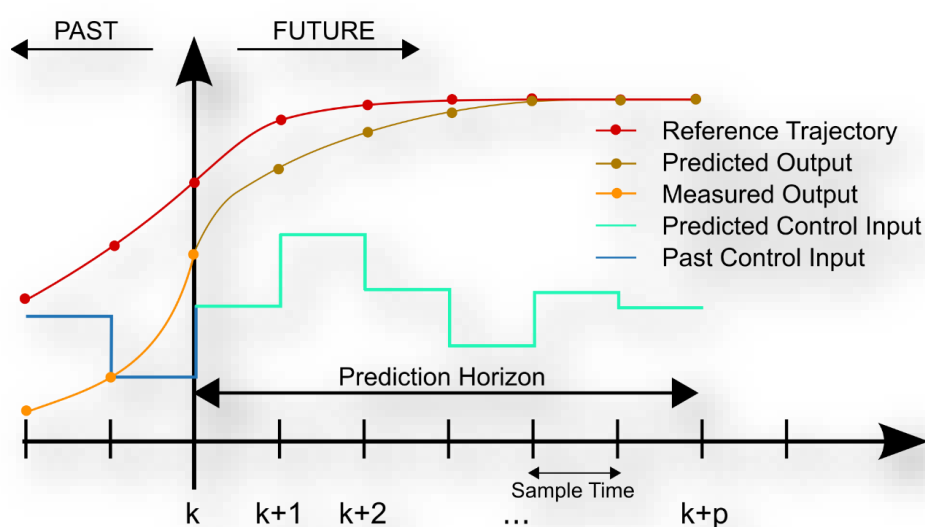 PAST
FUTURE
Reference Trajectory
Predicted Output
Measured Output
Predicted Control Input
Past Control Input
Prediction Horizon
Sample Time
k
k+1
k+2
...
k+p